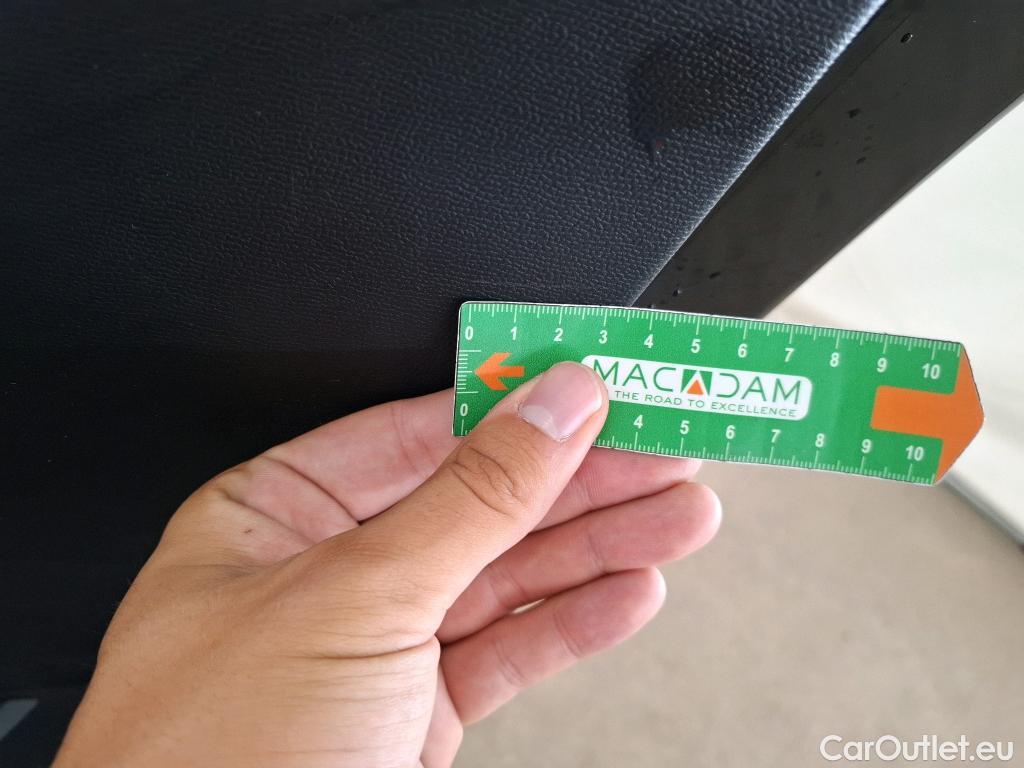 0 1 2 3 4 5 6 7 8 9 10
MACADAM
THE ROAD TO EXCELLENCE
0 4 5 6 7 8 9 10
CarOutlet.eu